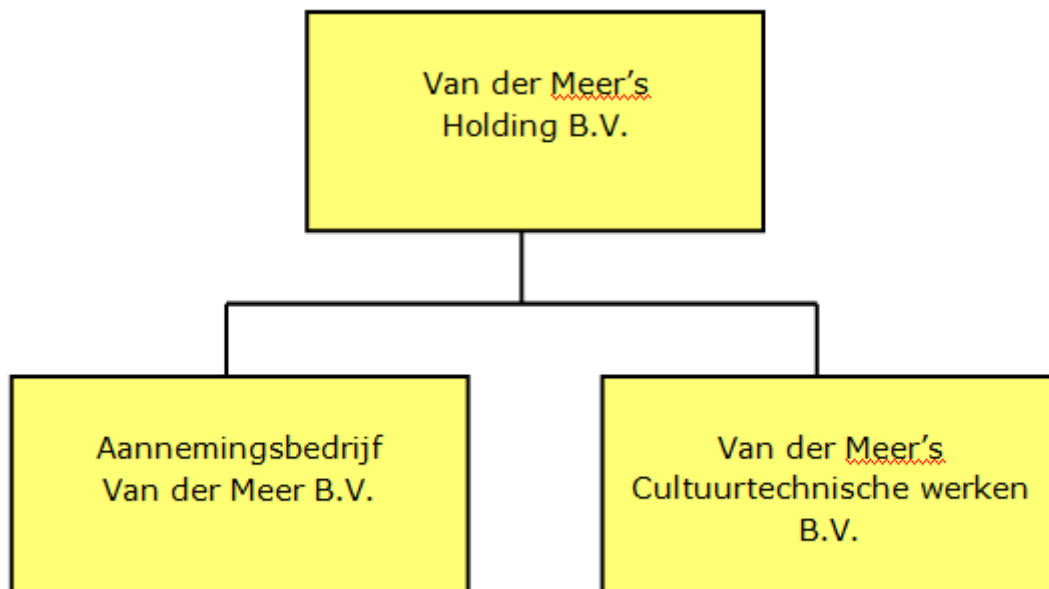 Van der Meer’s
Holding B.V.
Aannemingsbedrijf
Van der Meer B.V.
Van der Meer’s
Cultuurtechnische werken
B.V.